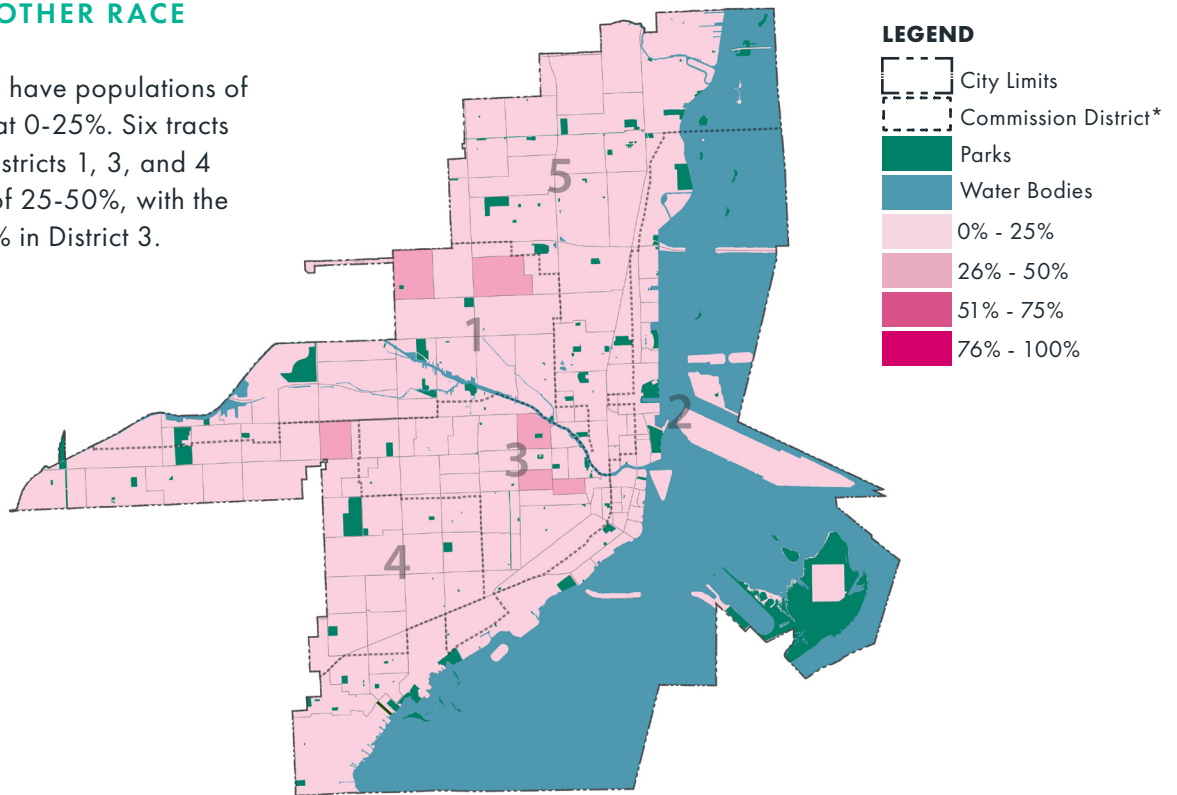 OTHER RACE
have populations of
at 0-25%. Six tracts
stricts 1, 3, and 4
of 25-50%, with the
% in District 3.
LEGEND
City Limits
Commission District*
Parks
Water Bodies
0% - 25%
26% - 50%
51% - 75%
76% - 100%
5
1
2
3
4